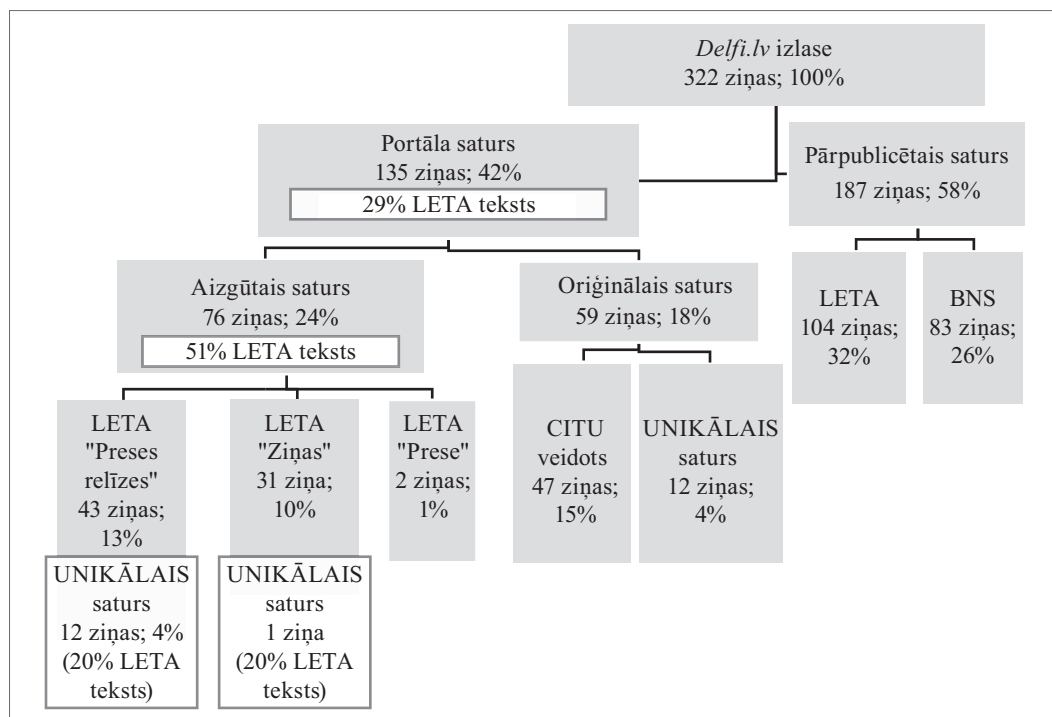 Delfi.lv izlase
322 ziņas; 100%
Portāla saturs
135 ziņas; 42%
29% LETA teksts
Pārpublicētais saturs
187 ziņas; 58%
Aizgūtais saturs
76 ziņas; 24%
51% LETA teksts
Oriģinālais saturs
59 ziņas; 18%
LETA
104 ziņas;
32%
BNS
83 ziņas;
26%
LETA
"Preses
relīzes"
43 ziņas;
13%
LETA
"Ziņas"
31 ziņa;
10%
LETA
"Prese"
2 ziņas;
1%
CITU
veidots
47 ziņas;
15%
UNIKĀLAIS
saturs
12 ziņas;
4%
UNIKĀLAIS
saturs
12 ziņas; 4%
(20% LETA
teksts)
UNIKĀLAIS
saturs
1 ziņa
(20% LETA
teksts)